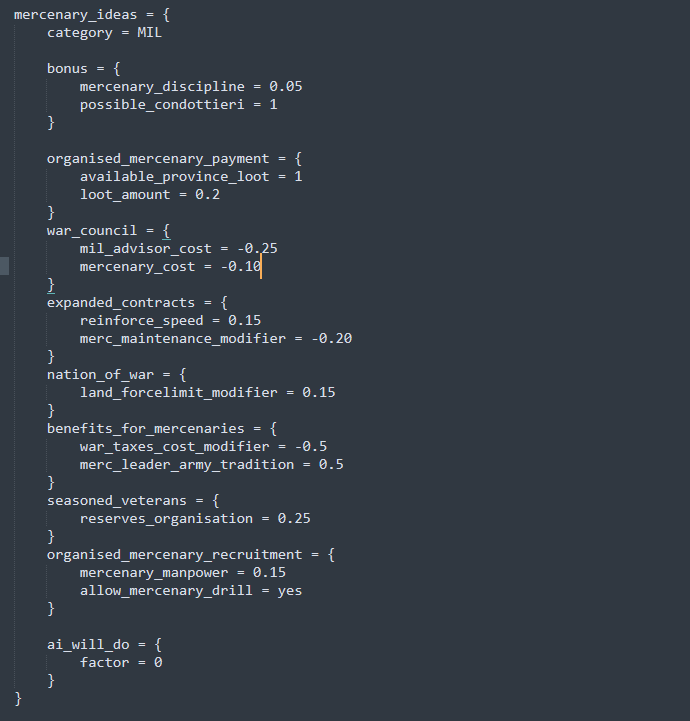 mercenary_ideas = {
    category = MIL

    bonus = {
        mercenary_discipline = 0.05
        possible_condottieri = 1
    }

    organised_mercenary_payment = {
        available_province_loot = 1
        loot_amount = 0.2
    }
    war_council = {
        mil_advisor_cost = -0.25
        mercenary_cost = -0.10
    }
    expanded_contracts = {
        reinforce_speed = 0.15
        merc_maintenance_modifier = -0.20
    }
    nation_of_war = {
        land_forcelimit_modifier = 0.15
    }
    benefits_for_mercenaries = {
        war_taxes_cost_modifier = -0.5
        merc_leader_army_tradition = 0.5
    }
    seasoned_veterans = {
        reserves_organisation = 0.25
    }
    organised_mercenary_recruitment = {
        mercenary_manpower = 0.15
        allow_mercenary_drill = yes
    }

    ai_will_do = {
        factor = 0
    }
}